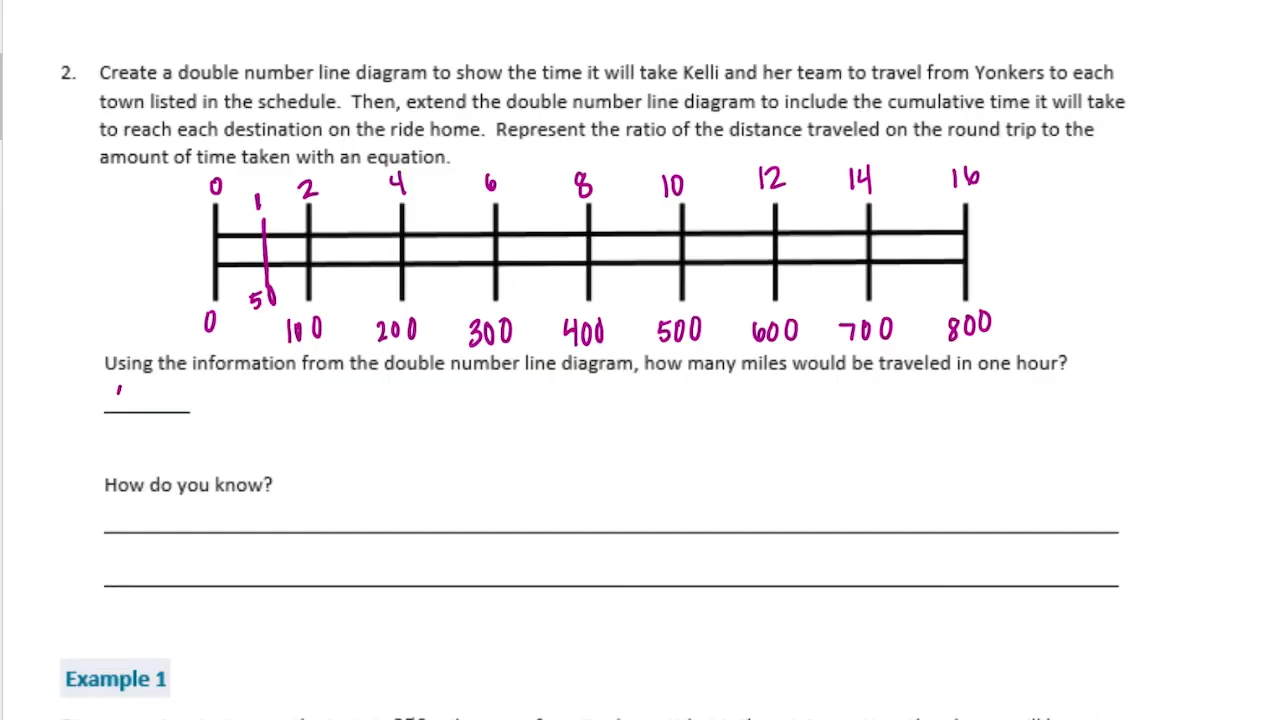 2. Create a double number line diagram to show the time it will take Kelli and her team to travel from Yonkers to each
town listed in the schedule. Then, extend the double number line diagram to include the cumulative time it will take
to reach each destination on the ride home. Represent the ratio of the distance traveled on the round trip to the
amount of time taken with an equation.
0 1 2 4 6 8 10 12 14 16
0 50 100 200 300 400 500 600 700 800
Using the information from the double number line diagram, how many miles would be traveled in one hour?
How do you know?
Example 1